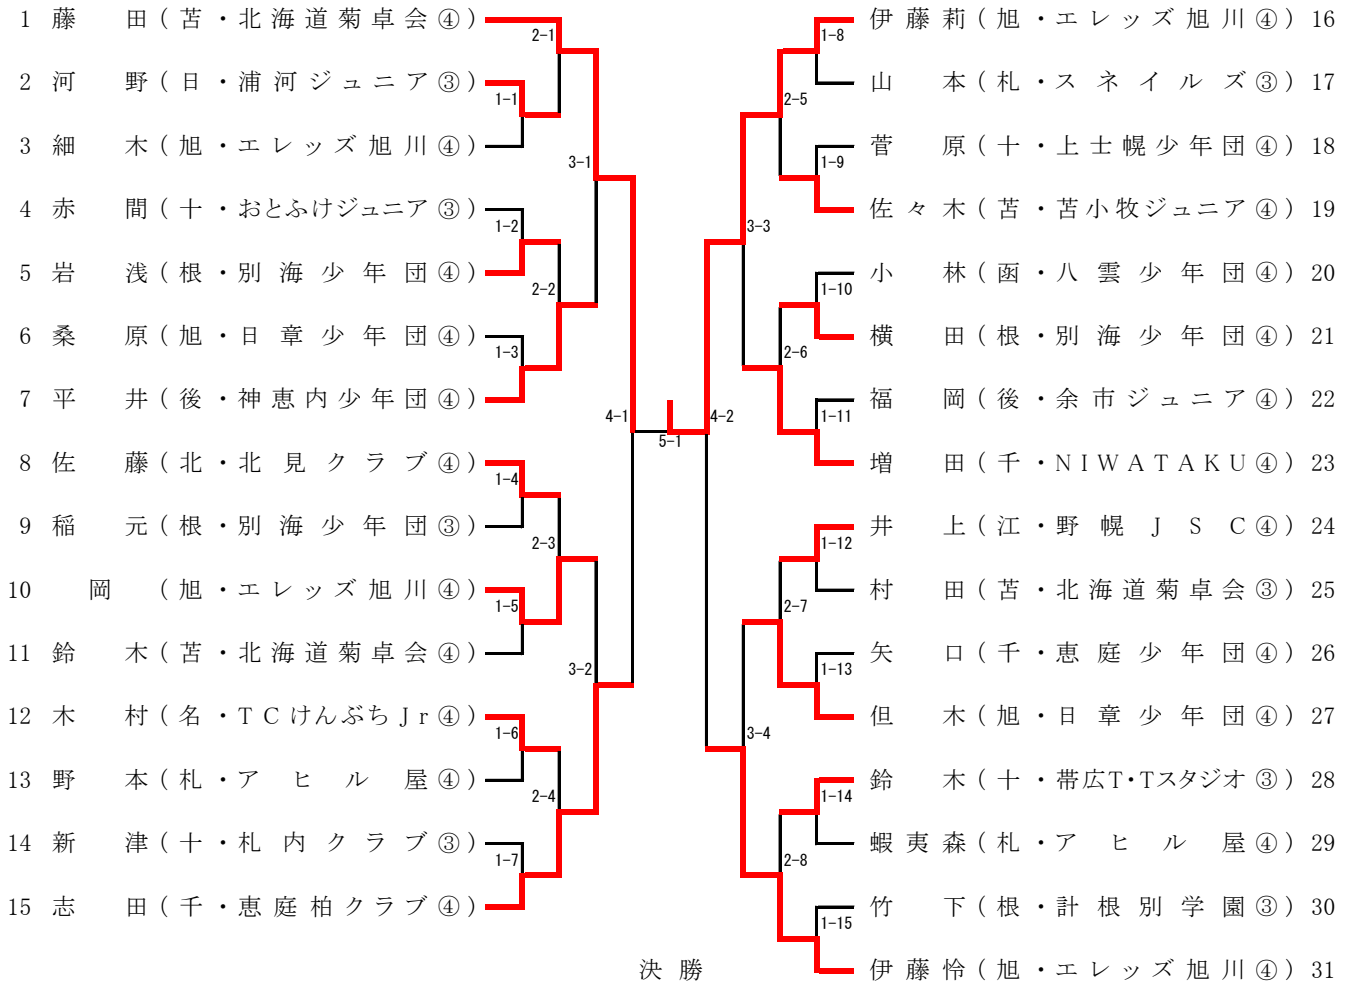 1 藤田(苫・北海道菊卓会④)
2 河野(日・浦河ジュニア③)
3 細木(旭・エレッズ旭川④)
4 赤間(十・おとふけジュニア③)
5 岩浅(根・別海少年団④)
6 桑原(旭・日章少年団④)
7 平井(後・神恵内少年団④)
8 佐藤(北・北見クラブ④)
9 稲元(根・別海少年団③)
10 岡(旭・エレッズ旭川④)
11 鈴木(苫・北海道菊卓会④)
12 木村(名・TCけんぶちJr④)
13 野本(札・アヒル屋④)
14 新津(十・札内クラブ③)
15 志田(千・恵庭柏クラブ④)
1-1
1-2
1-3
1-4
1-5
1-6
1-7
2-1
2-2
2-3
2-4
3-1
3-2
4-1
5-1
4-2
3-3
3-4
2-5
2-6
2-7
2-8
1-8
1-9
1-10
1-11
1-12
1-13
1-14
1-15
伊藤莉(旭・エレッズ旭川④) 16
山本(札・スネイルズ③) 17
菅原(十・上士幌少年団④) 18
佐々木(苫・苫小牧ジュニア④) 19
小林(函・八雲少年団④) 20
横田(根・別海少年団④) 21
福岡(後・余市ジュニア④) 22
増田(千・NIWATAKU④) 23
井上(江・野幌JSC④) 24
村田(苫・北海道菊卓会③) 25
矢口(千・恵庭少年団④) 26
但木(旭・日章少年団④) 27
鈴木(十・帯広T・Tスタジオ③) 28
蝦夷森(札・アヒル屋④) 29
竹下(根・計根別学園③) 30
伊藤怜(旭・エレッズ旭川④) 31
決勝